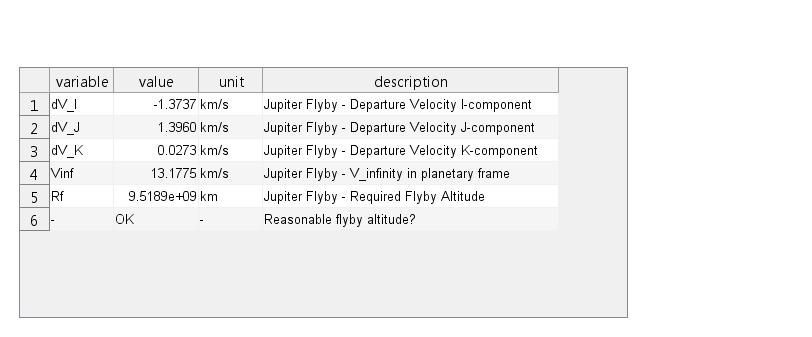 variable value unit description
1 dV_I -1.3737 km/s Jupiter Flyby - Departure Velocity I-component
2 dV_J 1.3960 km/s Jupiter Flyby - Departure Velocity J-component
3 dV_K 0.0273 km/s Jupiter Flyby - Departure Velocity K-component
4 Vinf 13.1775 km/s Jupiter Flyby - V_infinity in planetary frame
5 Rf 9.5189e+09 km Jupiter Flyby - Required Flyby Altitude
6 - OK - Reasonable flyby altitude?